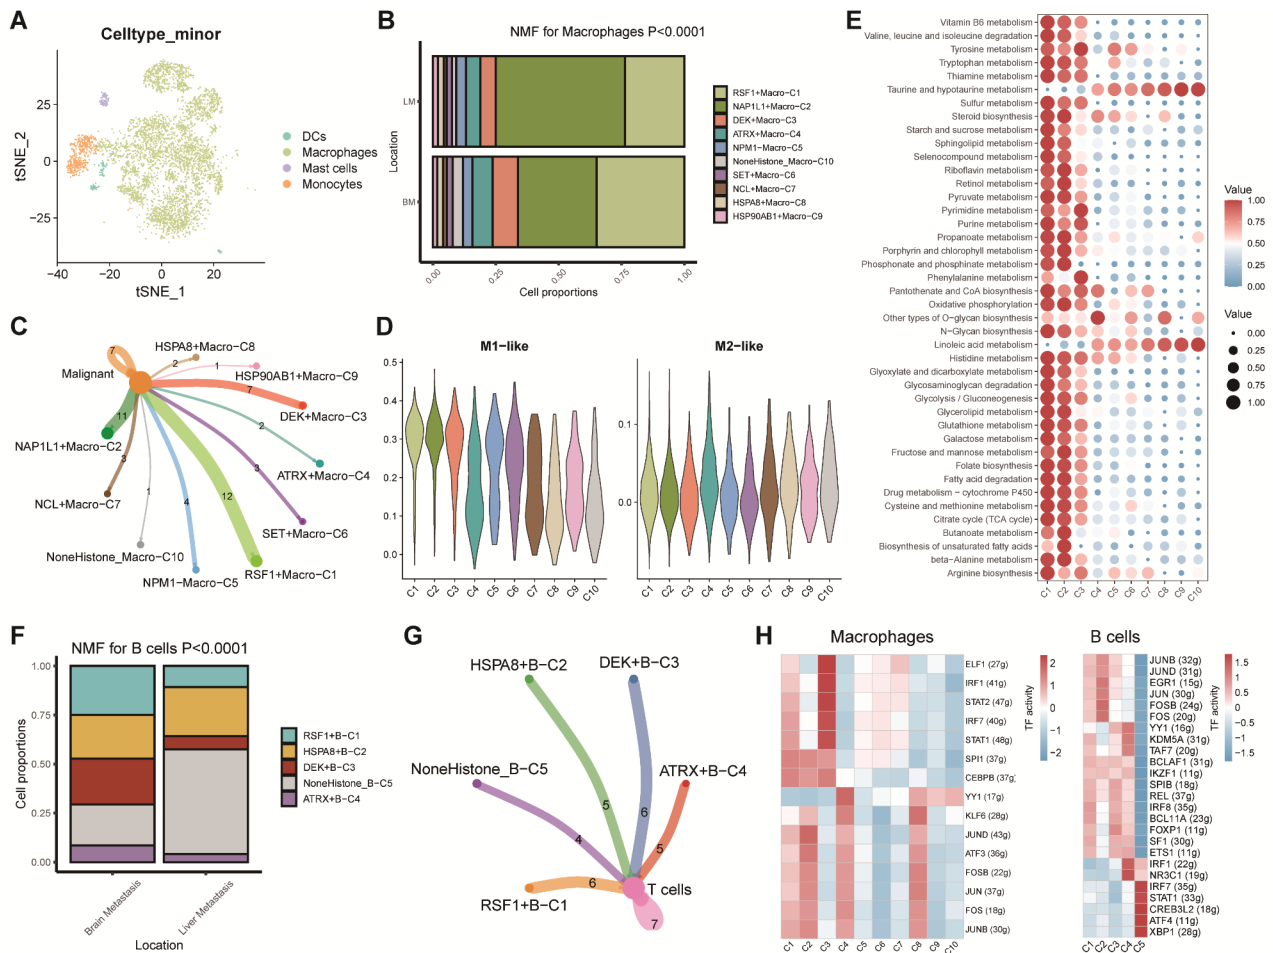 A
Celltype_minor
25
0
−25
tSNE_2
−40
−20
0
20
tSNE_1
DCs
Macrophages
Mast cells
Monocytes
B
NMF for Macrophages P<0.0001
LM
BM
Location
0.00
0.25
0.50
0.75
1.00
Cell proportions
RSF1+Macro−C1
NAP1L1+Macro−C2
DEK+Macro−C3
ATRX+Macro−C4
NPM1−Macro−C5
NoneHistone_Macro−C10
SET+Macro−C6
NCL+Macro−C7
HSPA8+Macro−C8
HSP90AB1+Macro−C9
C
7
Malignant
HSPA8+Macro−C8
2
1
HSP90AB1+Macro−C9
7
DEK+Macro−C3
11
2
NAP1L1+Macro−C2
3
3
ATRX+Macro−C4
NCL+Macro−C7
1
4
12
SET+Macro−C6
NoneHistone_Macro−C10
RSF1+Macro−C1
NPM1−Macro−C5
D
M1−like
0.5
0.4
0.3
0.2
0.1
0.0
C1 C2 C3 C4 C5 C6 C7 C8 C9 C10
M2−like
0.1
0.0
C1 C2 C3 C4 C5 C6 C7 C8 C9 C10
E
Vitamin B6 metabolism
Valine, leucine and isoleucine degradation
Tyrosine metabolism
Tryptophan metabolism
Thiamine metabolism
Taurine and hypotaurine metabolism
Sulfur metabolism
Steroid biosynthesis
Starch and sucrose metabolism
Sphingolipid metabolism
Selenocompound metabolism
Riboflavin metabolism
Retinol metabolism
Pyruvate metabolism
Pyrimidine metabolism
Purine metabolism
Propanoate metabolism
Porphyrin and chlorophyll metabolism
Phosphonate and phosphinate metabolism
Phenylalanine metabolism
Pantothenate and CoA biosynthesis
Oxidative phosphorylation
Other types of O−glycan biosynthesis
N−Glycan biosynthesis
Linoleic acid metabolism
Histidine metabolism
Glyoxylate and dicarboxylate metabolism
Glycosaminoglycan degradation
Glycolysis / Gluconeogenesis
Glycerolipid metabolism
Glutathione metabolism
Galactose metabolism
Fructose and mannose metabolism
Folate biosynthesis
Fatty acid degradation
Drug metabolism − cytochrome P450
Cysteine and methionine metabolism
Citrate cycle (TCA cycle)
Butanoate metabolism
Biosynthesis of unsaturated fatty acids
beta−Alanine metabolism
Arginine biosynthesis
C1 C2 C3 C4 C5 C6 C7 C8 C9 C10
Value
1.00
0.75
0.50
0.25
0.00
Value
0.00
0.25
0.50
0.75
1.00
F
NMF for B cells P<0.0001
1.00
0.75
0.50
0.25
0.00
Cell proportions
Brain Metastasis
Liver Metastasis
Location
RSF1+B−C1
HSPA8+B−C2
DEK+B−C3
NoneHistone_B−C5
ATRX+B−C4
G
HSPA8+B−C2
DEK+B−C3
NoneHistone_B−C5
ATRX+B−C4
5
6
4
5
6
T cells
RSF1+B−C1
7
H
Macrophages
ELF1 (27g)
IRF1 (41g)
STAT2 (47g)
IRF7 (40g)
STAT1 (48g)
SPI1 (37g)
CEBPB (37g)
YY1 (17g)
KLF6 (28g)
JUND (43g)
ATF3 (36g)
FOSB (22g)
JUN (37g)
FOS (18g)
JUNB (30g)
C1 C2 C3 C4 C5 C6 C7 C8 C9 C10
2
1
0
−1
−2
TF activity
B cells
JUNB (32g)
JUND (31g)
EGR1 (15g)
JUN (30g)
FOSB (24g)
FOS (20g)
YY1 (16g)
KDM5A (31g)
TAF7 (20g)
BCLAF1 (31g)
IKZF1 (11g)
SPIB (18g)
REL (37g)
IRF8 (35g)
BCL11A (23g)
FOXP1 (11g)
SF1 (30g)
ETS1 (11g)
IRF1 (22g)
NR3C1 (19g)
IRF7 (35g)
STAT1 (33g)
CREB3L2 (18g)
ATF4 (11g)
XBP1 (28g)
C1 C2 C3 C4 C5
1.5
1
0.5
0
−0.5
−1
−1.5
TF activity